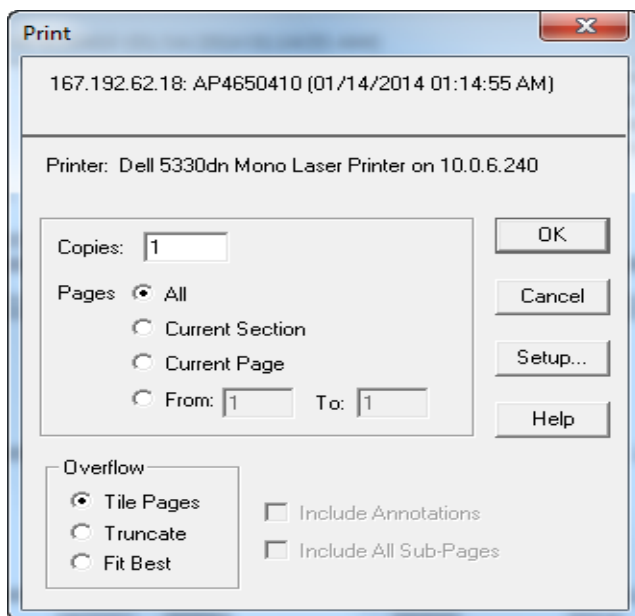 Print
167.192.62.18: AP4650410 (01/14/2014 01:14:55 AM)
Printer: Dell 5330dn Mono Laser Printer on 10.0.6.240
Copies: 1
OK
Pages All
Cancel
Current Section
Current Page
Setup...
From: 1 To: 1
Help
Overflow
Tile Pages
Include Annotations
Truncate
Include All Sub-Pages
Fit Best